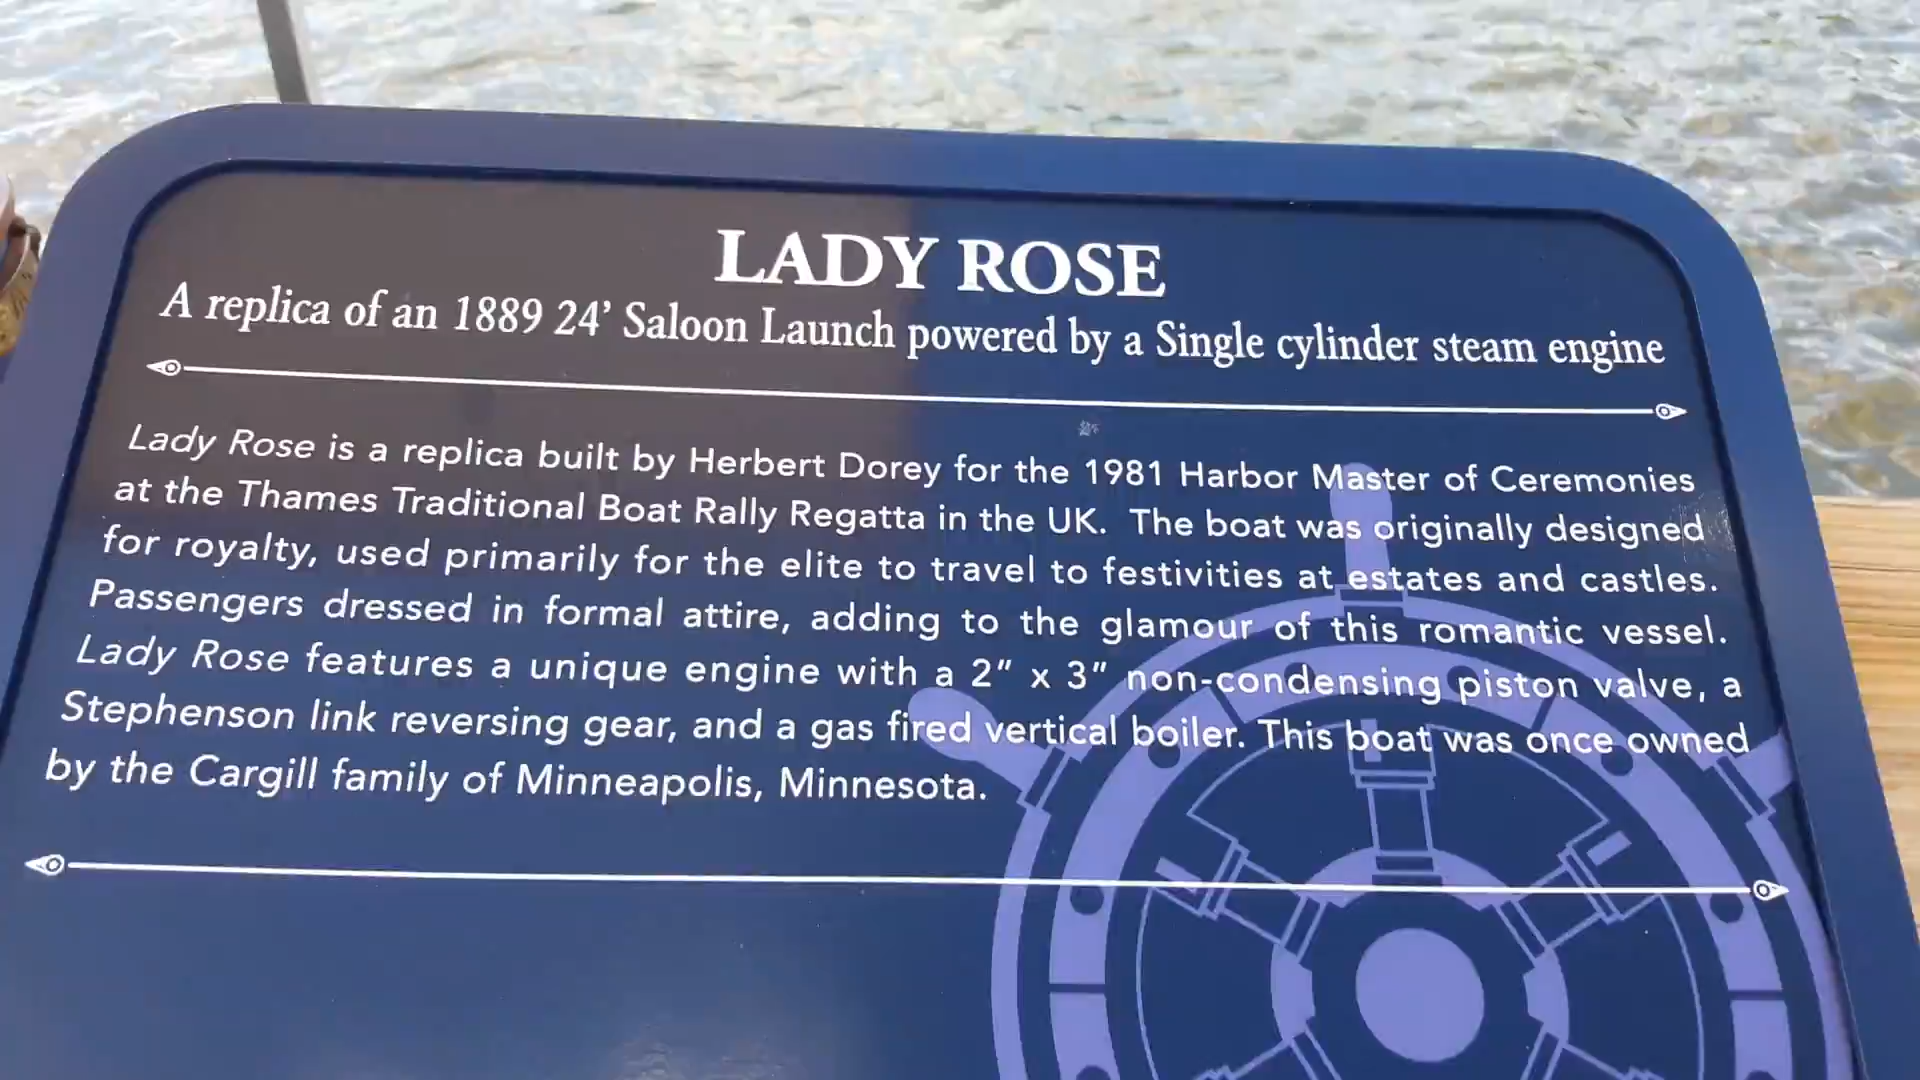 LADY ROSE
A replica of an 1889 24’ Saloon Launch powered by a Single cylinder steam engine
Lady Rose is a replica built by Herbert Dorey for the 1981 Harbor Master of Ceremonies
at the Thames Traditional Boat Rally Regatta in the UK. The boat was originally designed
for royalty, used primarily for the elite to travel to festivities at estates and castles.
Passengers dressed in formal attire, adding to the glamour of this romantic vessel.
Lady Rose features a unique engine with a 2” x 3” non-condensing piston valve, a
Stephenson link reversing gear, and a gas fired vertical boiler. This boat was once owned
by the Cargill family of Minneapolis, Minnesota.